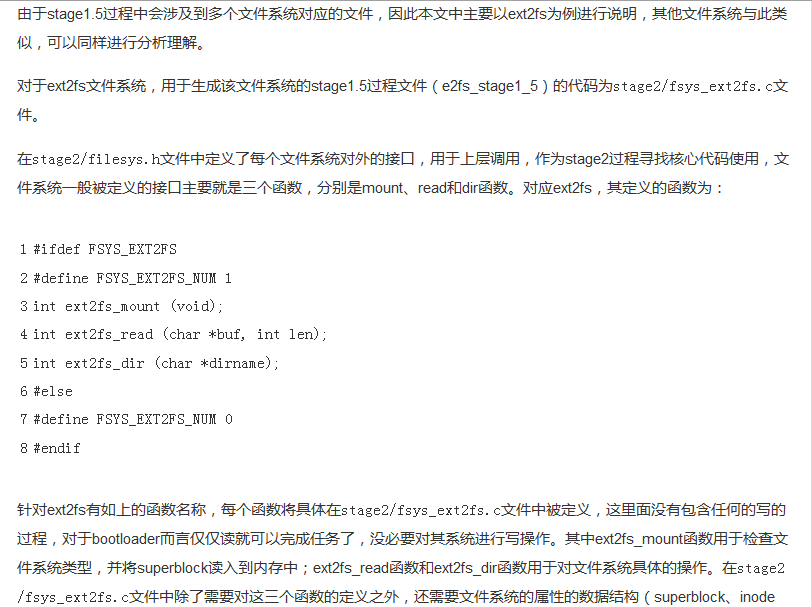 由于stage1.5过程中会涉及到多个文件系统对应的文件，因此本文中主要以ext2fs为例进行说明，其他文件系统与此类
似，可以同样进行分析理解。
对于ext2fs文件系统，用于生成该文件系统的stage1.5过程文件（e2fs_stage1_5）的代码为stage2/fsys_ext2fs.c文
件。
在stage2/filesys.h文件中定义了每个文件系统对外的接口，用于上层调用，作为stage2过程寻找核心代码使用，文
件系统一般被定义的接口主要就是三个函数，分别是mount、read和dir函数。对应ext2fs，其定义的函数为：
1 #ifdef FSYS_EXT2FS
2 #define FSYS_EXT2FS_NUM 1
3 int ext2fs_mount (void);
4 int ext2fs_read (char *buf, int len);
5 int ext2fs_dir (char *dirname);
6 #else
7 #define FSYS_EXT2FS_NUM 0
8 #endif
针对ext2fs有如上的函数名称，每个函数将具体在stage2/fsys_ext2fs.c文件中被定义，这里面没有包含任何的写的
过程，对于bootloader而言仅仅读就可以完成任务了，没必要对其系统进行写操作。其中ext2fs_mount函数用于检查文
件系统类型，并将superblock读入到内存中；ext2fs_read函数和ext2fs_dir函数用于对文件系统具体的操作。在stage2
/fsys_ext2fs.c文件中除了需要对这三个函数的定义之外，还需要文件系统的属性的数据结构（superblock、inode